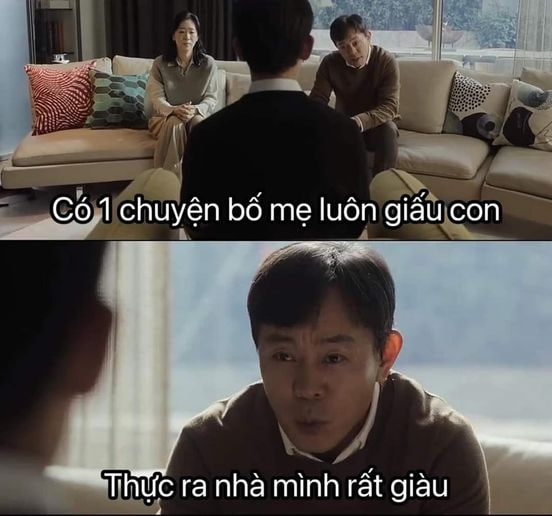 Có 1 chuyện bố mẹ luôn giấu con
Thực ra nhà mình rất giàu